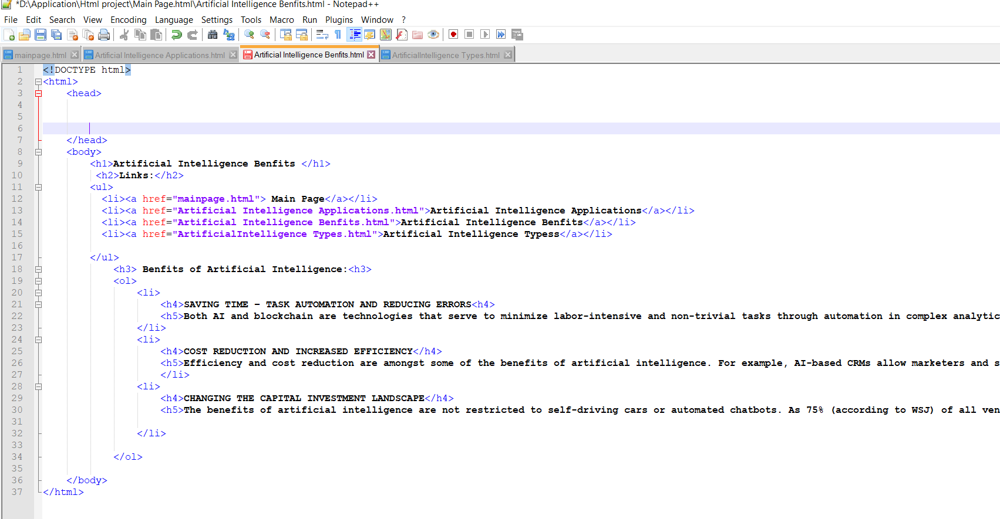 *D:\Application\Html project\Main Page.html\Artificial Intelligence Benfits.html - Notepad++
File Edit Search View Encoding Language Settings Tools Macro Run Plugins Window ?
mainpage.html Artificial Intelligence Applications.html Artificial Intelligence Benfits.html ArtificialIntelligence Types.html
1 <!DOCTYPE html>
2 <html>
3 <head>
4
5
6
7 </head>
8 <body>
9 <h1>Artificial Intelligence Benfits </h1>
10 <h2>Links:</h2>
11 <ul>
12 <li><a href="mainpage.html"> Main Page</a></li>
13 <li><a href="Artificial Intelligence Applications.html">Artificial Intelligence Applications</a></li>
14 <li><a href="Artificial Intelligence Benfits.html">Artificial Intelligence Benfits</a></li>
15 <li><a href="ArtificialIntelligence Types.html">Artificial Intelligence Typess</a></li>
16
17 </ul>
18 <h3> Benfits of Artificial Intelligence:<h3>
19 <ol>
20 <li>
21 <h4>SAVING TIME – TASK AUTOMATION AND REDUCING ERRORS<h4>
22 <h5>Both AI and blockchain are technologies that serve to minimize labor-intensive and non-trivial tasks through automation in complex analytic
23 </li>
24 <li>
25 <h4>COST REDUCTION AND INCREASED EFFICIENCY</h4>
26 <h5>Efficiency and cost reduction are amongst some of the benefits of artificial intelligence. For example, AI-based CRMs allow marketers and s
27 </li>
28 <li>
29 <h4>CHANGING THE CAPITAL INVESTMENT LANDSCAPE</h4>
30 <h5>The benefits of artificial intelligence are not restricted to self-driving cars or automated chatbots. As 75% (according to WSJ) of all ven
31
32 </li>
33
34 </ol>
35
36 </body>
37 </html>